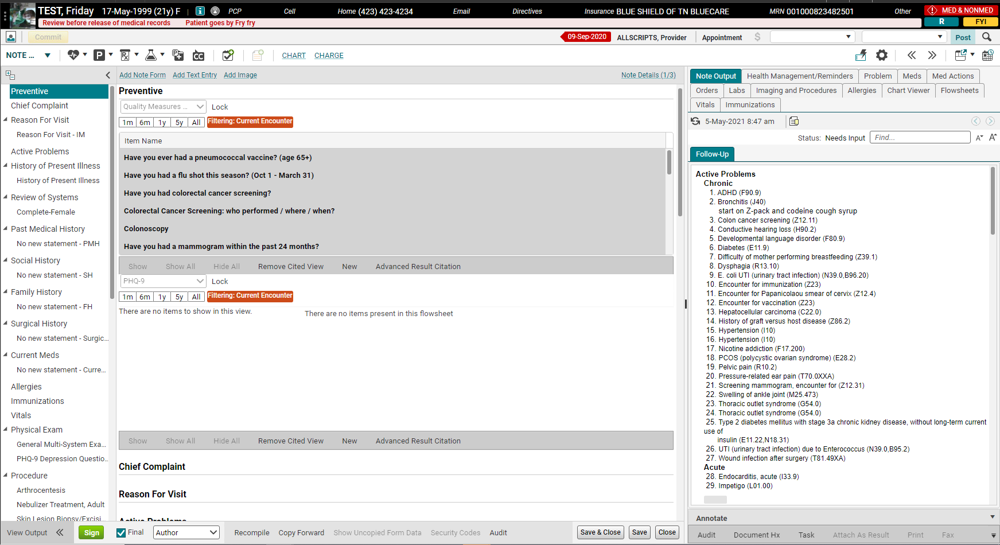 TEST, Friday 17-May-1999 (21y) F PCP Cell Home (423) 423-4234 Email Directives Insurance BLUE SHIELD OF TN BLUECARE MRN 001000823482501 Other MED & NONMED
Review before release of medical records Patient goes by Fry fry R FYI
Commit 09-Sep-2020 ALLSCRIPTS, Provider Appointment $ Post
NOTE ... CHART CHARGE
Add Note Form Add Text Entry Add Image Note Details (1/3)
Preventive
Chief Complaint
Reason For Visit
Reason For Visit - IM
Active Problems
History of Present Illness
History of Present Illness
Review of Systems
Complete-Female
Past Medical History
No new statement - PMH
Social History
No new statement - SH
Family History
No new statement - FH
Surgical History
No new statement - Surgic...
Current Meds
No new statement - Curre...
Allergies
Immunizations
Vitals
Physical Exam
General Multi-System Exa...
PHQ-9 Depression Questio..
Procedure
Arthrocentesis
Nebulizer Treatment, Adult
Skin Lesion Biopsy/Excisi...
Preventive
Quality Measures ... Lock
1m 6m 1y 5y All Filtering: Current Encounter
Item Name
Have you ever had a pneumococcal vaccine? (age 65+)
Have you had a flu shot this season? (Oct 1 - March 31)
Have you had colorectal cancer screening?
Colorectal Cancer Screening: who performed / where / when?
Colonoscopy
Have you had a mammogram within the past 24 months?
Show Show All Hide All Remove Cited View New Advanced Result Citation
PHQ-9 Lock
1m 6m 1y 5y All Filtering: Current Encounter
There are no items to show in this view. There are no items present in this flowsheet
Show Show All Hide All Remove Cited View New Advanced Result Citation
Chief Complaint
Reason For Visit
Active Problems
Note Output Health Management/Reminders Problem Meds Med Actions
Orders Labs Imaging and Procedures Allergies Chart Viewer Flowsheets
Vitals Immunizations
5-May-2021 8:47 am
Status: Needs Input Find... A A
Follow-Up
Active Problems
Chronic
1. ADHD (F90.9)
2. Bronchitis (J40)
start on Z-pack and codeine cough syrup
3. Colon cancer screening (Z12.11)
4. Conductive hearing loss (H90.2)
5. Developmental language disorder (F80.9)
6. Diabetes (E11.9)
7. Difficulty of mother performing breastfeeding (Z39.1)
8. Dysphagia (R13.10)
9. E. coli UTI (urinary tract infection) (N39.0,B96.20)
10. Encounter for immunization (Z23)
11. Encounter for Papanicolaou smear of cervix (Z12.4)
12. Encounter for vaccination (Z23)
13. Hepatocellular carcinoma (C22.0)
14. History of graft versus host disease (Z86.2)
15. Hypertension (I10)
16. Hypertension (I10)
17. Nicotine addiction (F17.200)
18. PCOS (polycystic ovarian syndrome) (E28.2)
19. Pelvic pain (R10.2)
20. Pressure-related ear pain (T70.0XXA)
21. Screening mammogram, encounter for (Z12.31)
22. Swelling of ankle joint (M25.473)
23. Thoracic outlet syndrome (G54.0)
24. Thoracic outlet syndrome (G54.0)
25. Type 2 diabetes mellitus with stage 3a chronic kidney disease, without long-term current
use of
insulin (E11.22,N18.31)
26. UTI (urinary tract infection) due to Enterococcus (N39.0,B95.2)
27. Wound infection after surgery (T81.49XA)
Acute
28. Endocarditis, acute (I33.9)
29. Impetigo (L01.00)
Annotate
View Output Sign Final Author Recompile Copy Forward Show Uncopied Form Data Security Codes Audit Save & Close Save Close
Audit Document Hx Task Attach As Result Print Fax